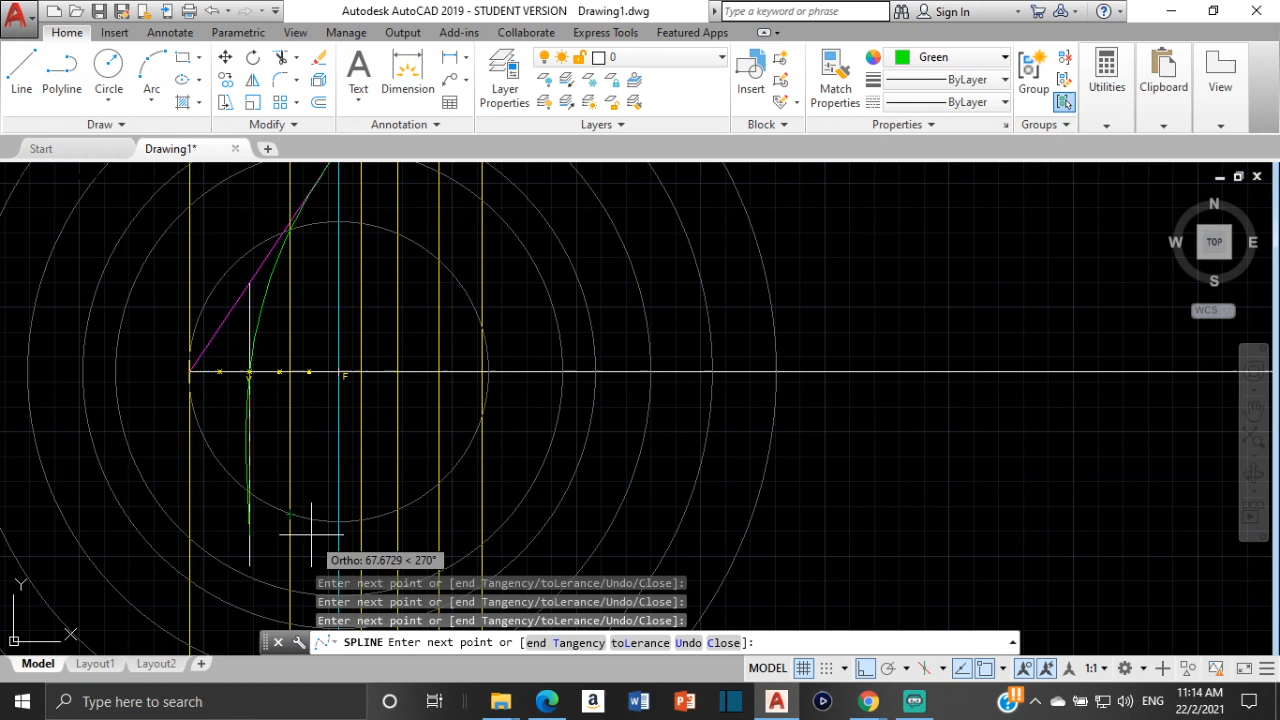 Autodesk AutoCAD 2019 - STUDENT VERSION Drawing1.dwg
Type a keyword or phrase
Sign In
Home Insert Annotate Parametric View Manage Output Add-ins Collaborate Express Tools Featured Apps
Line Polyline Circle Arc
Text Dimension
Layer Properties
0
Insert
Match Properties
Green
ByLayer
ByLayer
Group
Utilities
Clipboard
View
Draw Modify Annotation Layers Block Properties Groups
Start Drawing1*
N
W TOP E
S
WCS
V F
Ortho: 67.6729 < 270°
Enter next point or [end Tangency/toLerance/Undo/Close]:
Enter next point or [end Tangency/toLerance/Undo/Close]:
Enter next point or [end Tangency/toLerance/Undo/Close]:
Y
X
SPLINE Enter next point or [end Tangency toLerance Undo Close]:
Model Layout1 Layout2
MODEL 1:1
Type here to search
ENG
11:14 AM
22/2/2021